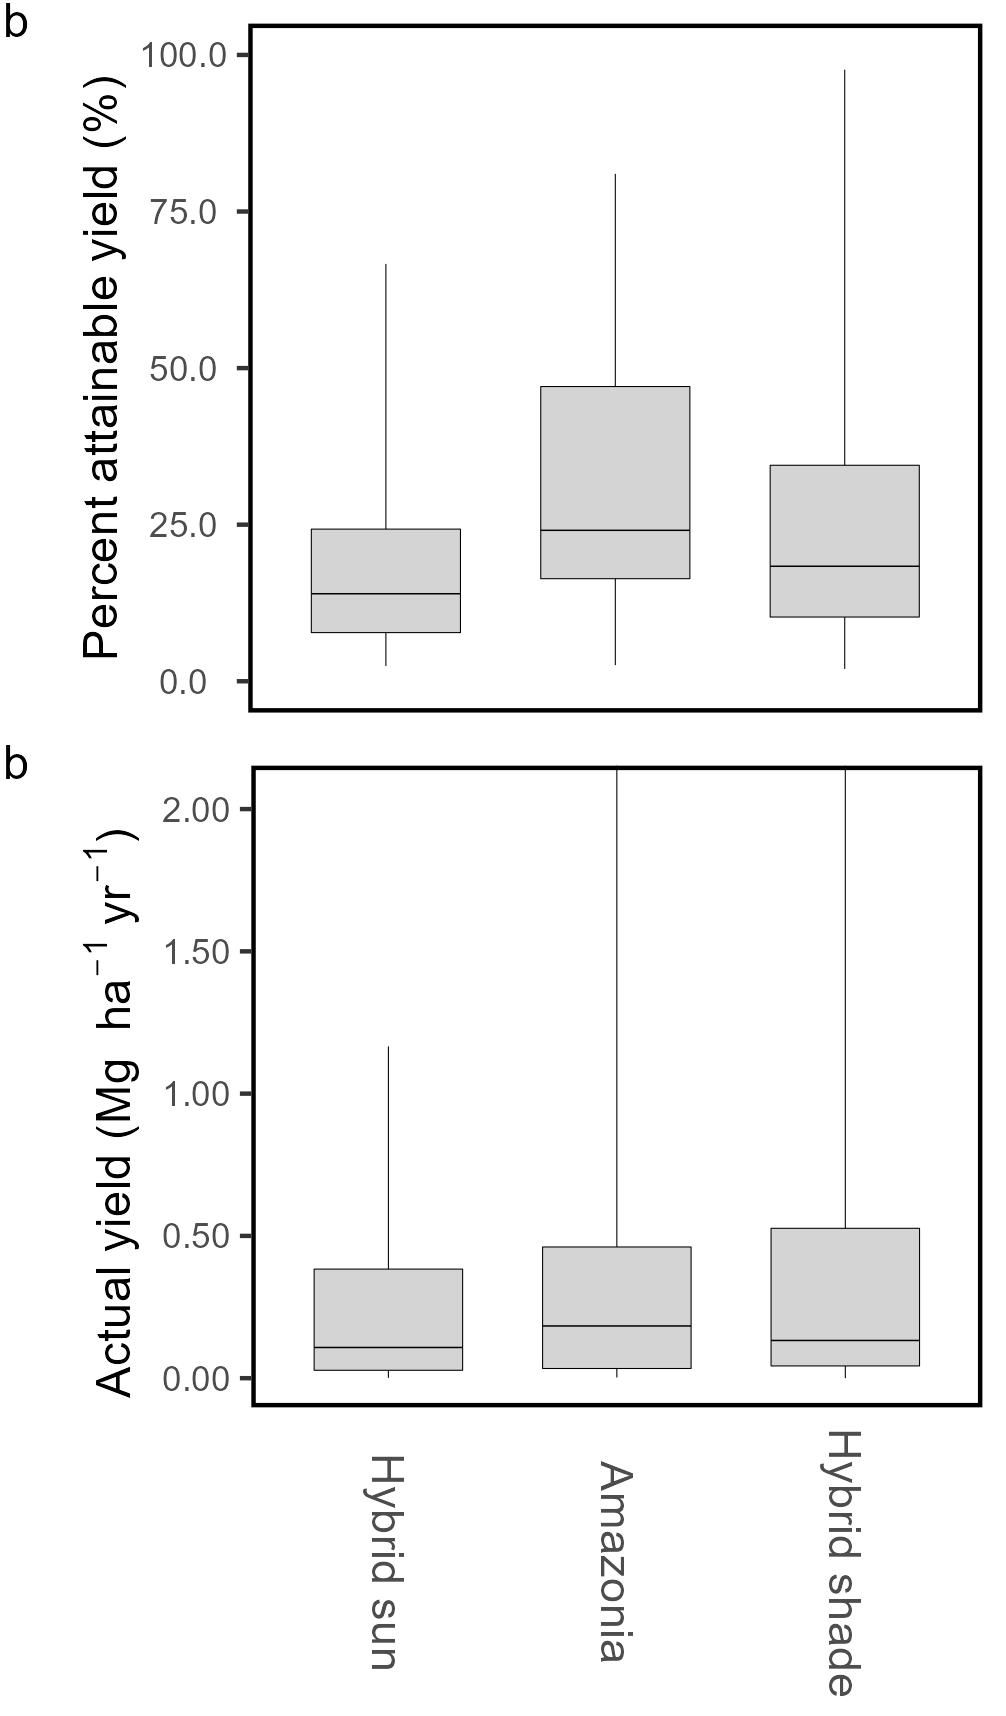 b
Percent attainable yield (%)
100.0
75.0
50.0
25.0
0.0
b
Actual yield (Mg ha⁻¹ yr⁻¹)
2.00
1.50
1.00
0.50
0.00
Hybrid sun
Amazonia
Hybrid shade